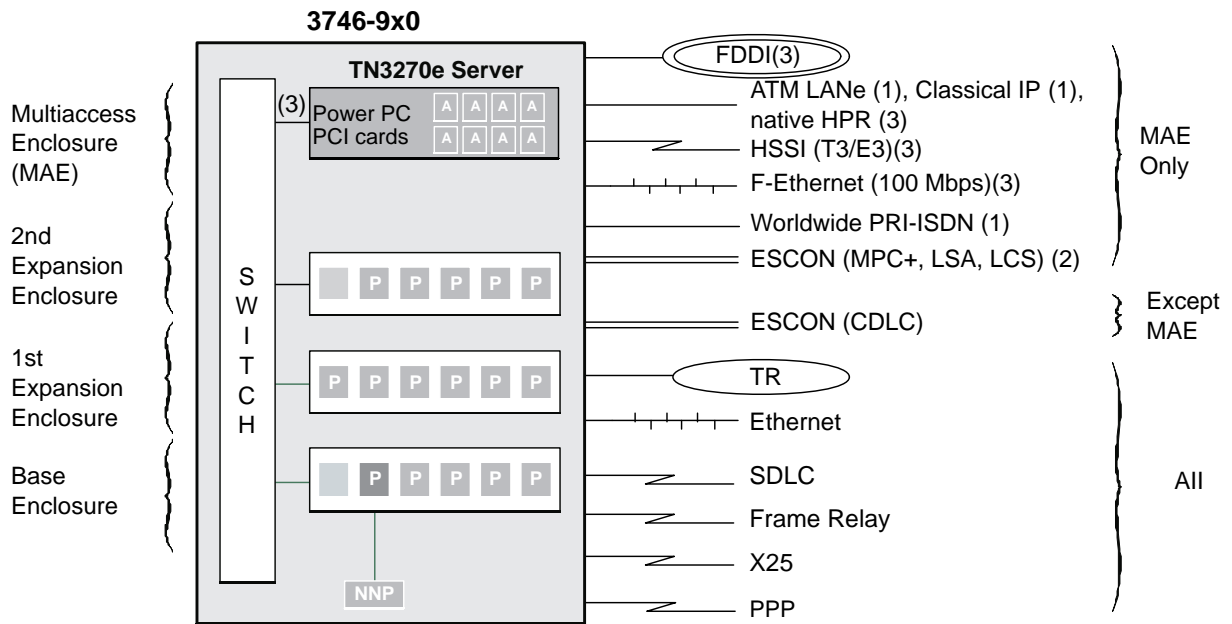 3746-9x0
TN3270e Server
Multiaccess
Enclosure
(MAE)
(3)
Power PC
PCI cards
A A A A
A A A A
2nd
Expansion
Enclosure
P P P P P
1st
Expansion
Enclosure
P P P P P P
Base
Enclosure
P P P P P
NNP
S
W
I
T
C
H
FDDI(3)
ATM LANe (1), Classical IP (1),
native HPR (3)
HSSI (T3/E3)(3)
F-Ethernet (100 Mbps)(3)
Worldwide PRI-ISDN (1)
ESCON (MPC+, LSA, LCS) (2)
MAE
Only
ESCON (CDLC)
Except
MAE
TR
Ethernet
SDLC
Frame Relay
X25
PPP
All